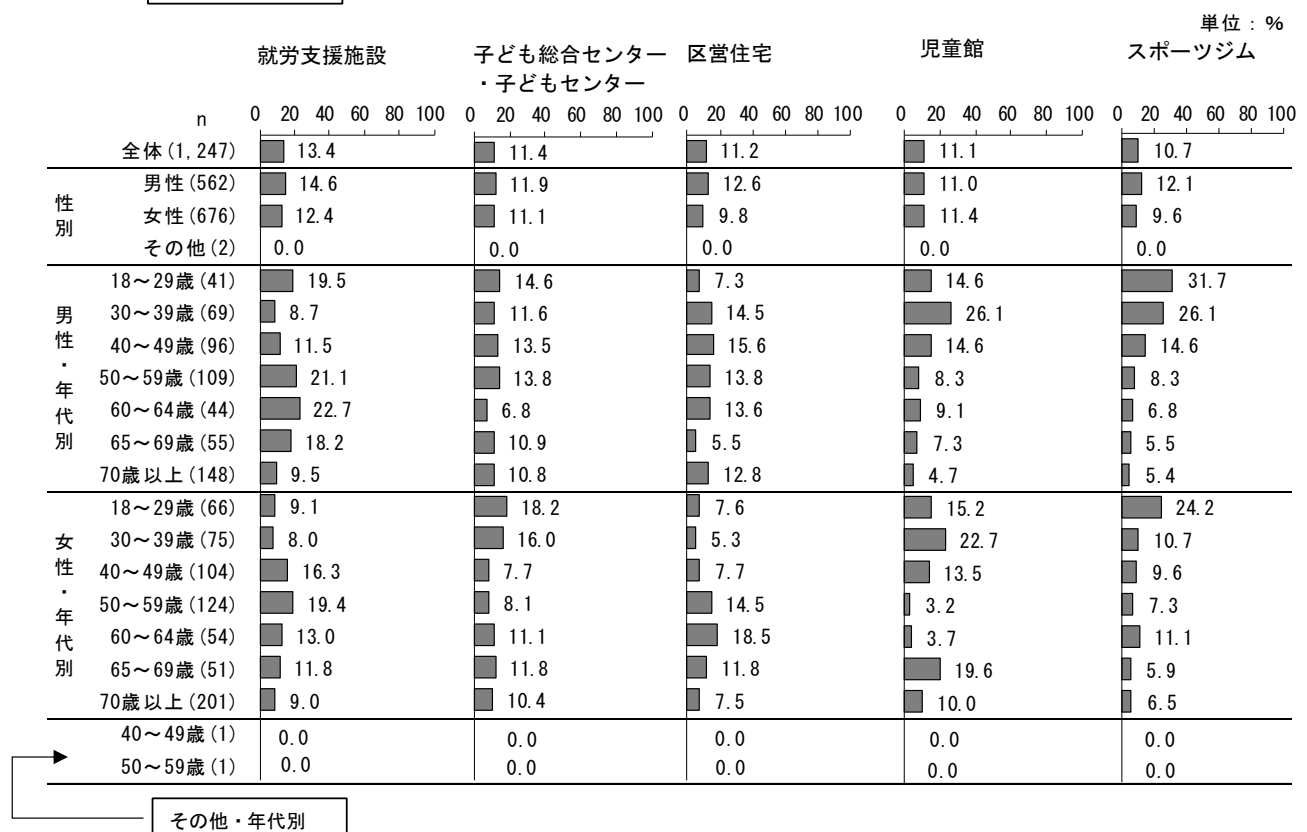 単位：%
就労支援施設 子ども総合センター・子どもセンター 区営住宅 児童館 スポーツジム
n 0 20 40 60 80 100 0 20 40 60 80 100 0 20 40 60 80 100 0 20 40 60 80 100 0 20 40 60 80 100
全体(1,247) 13.4 11.4 11.2 11.1 10.7
性別
男性(562) 14.6 11.9 12.6 11.0 12.1
女性(676) 12.4 11.1 9.8 11.4 9.6
その他(2) 0.0 0.0 0.0 0.0 0.0
男性・年代別
18～29歳(41) 19.5 14.6 7.3 14.6 31.7
30～39歳(69) 8.7 11.6 14.5 26.1 26.1
40～49歳(96) 11.5 13.5 15.6 14.6 14.6
50～59歳(109) 21.1 13.8 13.8 8.3 8.3
60～64歳(44) 22.7 6.8 13.6 9.1 6.8
65～69歳(55) 18.2 10.9 5.5 7.3 5.5
70歳以上(148) 9.5 10.8 12.8 4.7 5.4
女性・年代別
18～29歳(66) 9.1 18.2 7.6 15.2 24.2
30～39歳(75) 8.0 16.0 5.3 22.7 10.7
40～49歳(104) 16.3 7.7 7.7 13.5 9.6
50～59歳(124) 19.4 8.1 14.5 3.2 7.3
60～64歳(54) 13.0 11.1 18.5 3.7 11.1
65～69歳(51) 11.8 11.8 11.8 19.6 5.9
70歳以上(201) 9.0 10.4 7.5 10.0 6.5
40～49歳(1) 0.0 0.0 0.0 0.0 0.0
50～59歳(1) 0.0 0.0 0.0 0.0 0.0
その他・年代別